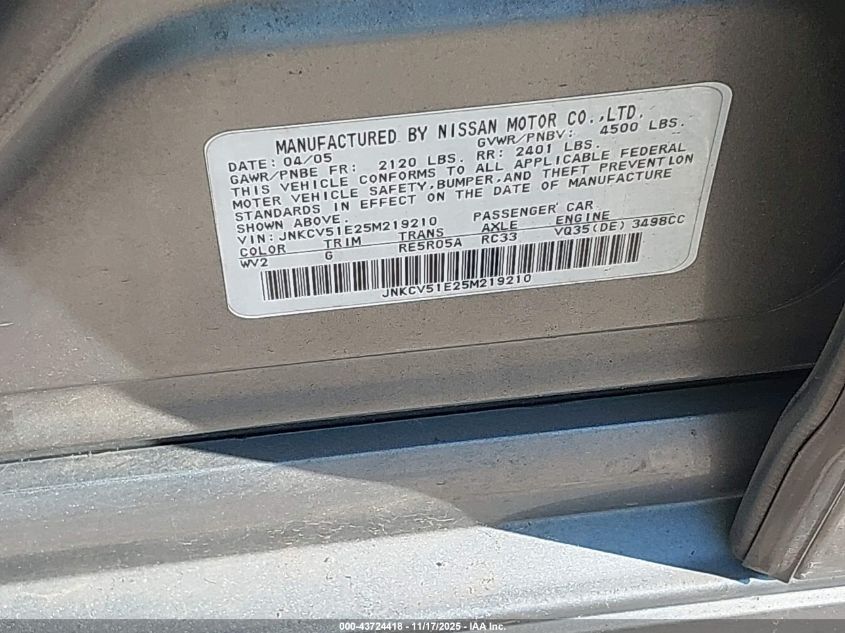 MANUFACTURED BY NISSAN MOTOR CO.,LTD.
DATE: 04/05 GVWR/PNBV: 4500 LBS.
GAWR/PNBE FR: 2120 LBS. RR: 2401 LBS.
THIS VEHICLE CONFORMS TO ALL APPLICABLE FEDERAL
MOTOR VEHICLE SAFETY,BUMPER,AND THEFT PREVENTION
STANDARDS IN EFFECT ON THE DATE OF MANUFACTURE
SHOWN ABOVE.
VIN: JNKCV51E25M219210 PASSENGER CAR
COLOR TRIM TRANS AXLE ENGINE
WV2 G RE5R05A RC33 VQ35(DE) 3498CC
JNKCV51E25M219210
000-43724418 - 11/17/2025 - IAA Inc.